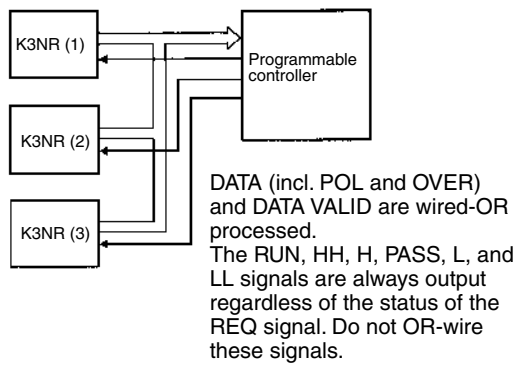 K3NR (1)
Programmable
controller
K3NR (2)
K3NR (3)
DATA (incl. POL and OVER)
and DATA VALID are wired-OR
processed.
The RUN, HH, H, PASS, L, and
LL signals are always output
regardless of the status of the
REQ signal. Do not OR-wire
these signals.